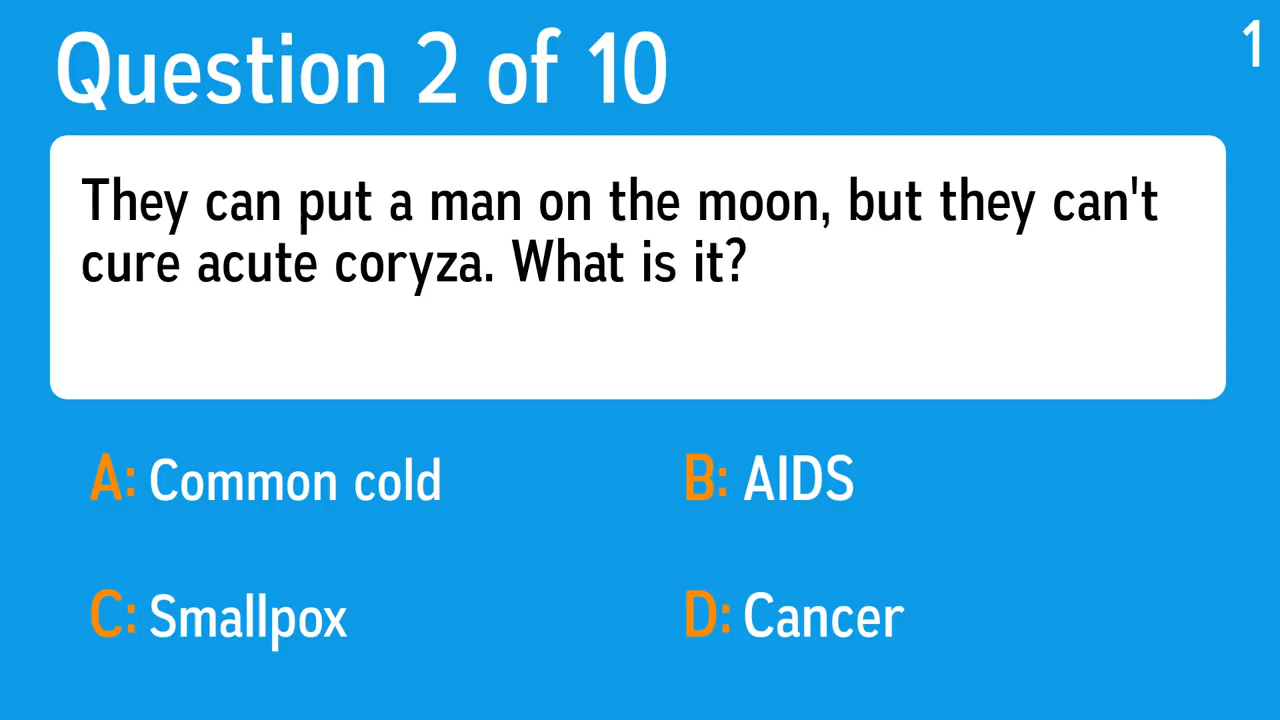 Question 2 of 10
1
They can put a man on the moon, but they can't
cure acute coryza. What is it?
A: Common cold
B: AIDS
C: Smallpox
D: Cancer